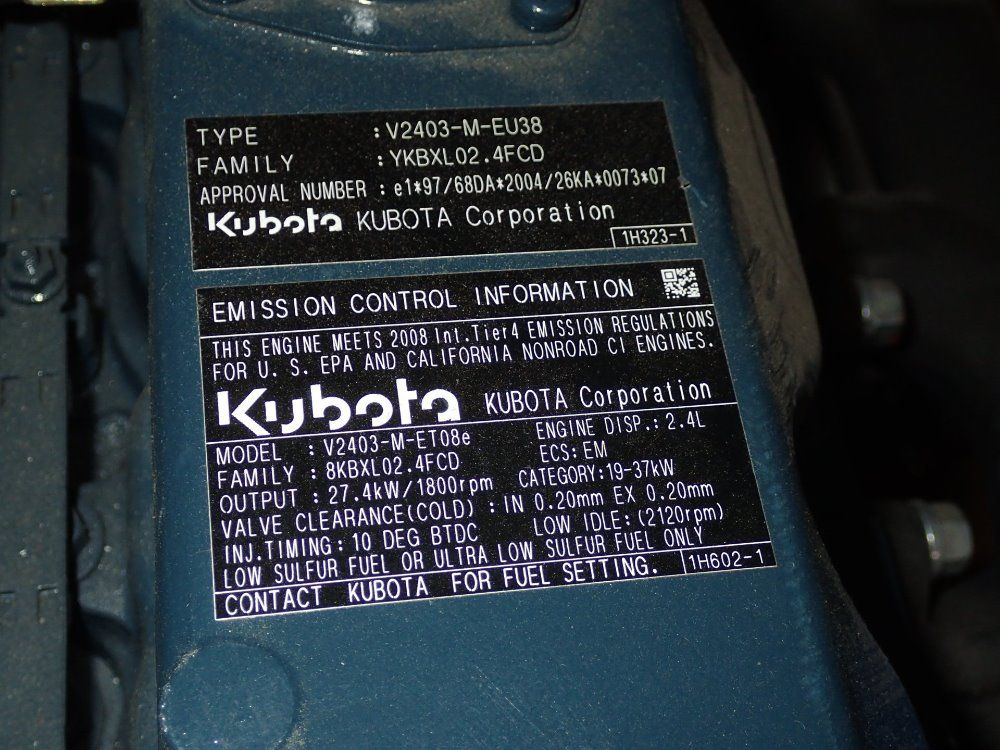 TYPE : V2403-M-EU38
FAMILY : YKBXL02.4FCD
APPROVAL NUMBER : e1*97/68DA*2004/26KA*0073*07
Kubota KUBOTA Corporation
1H323-1
EMISSION CONTROL INFORMATION
THIS ENGINE MEETS 2008 Int.Tier4 EMISSION REGULATIONS
FOR U. S. EPA AND CALIFORNIA NONROAD CI ENGINES.
Kubota KUBOTA Corporation
MODEL : V2403-M-ET08e ENGINE DISP.: 2.4L
FAMILY : 8KBXL02.4FCD ECS: EM
OUTPUT : 27.4kW/1800rpm CATEGORY:19-37kW
VALVE CLEARANCE(COLD) : IN 0.20mm EX 0.20mm
INJ.TIMING: 10 DEG BTDC LOW IDLE:(2120rpm)
LOW SULFUR FUEL OR ULTRA LOW SULFUR FUEL ONLY
CONTACT KUBOTA FOR FUEL SETTING. 1H602-1